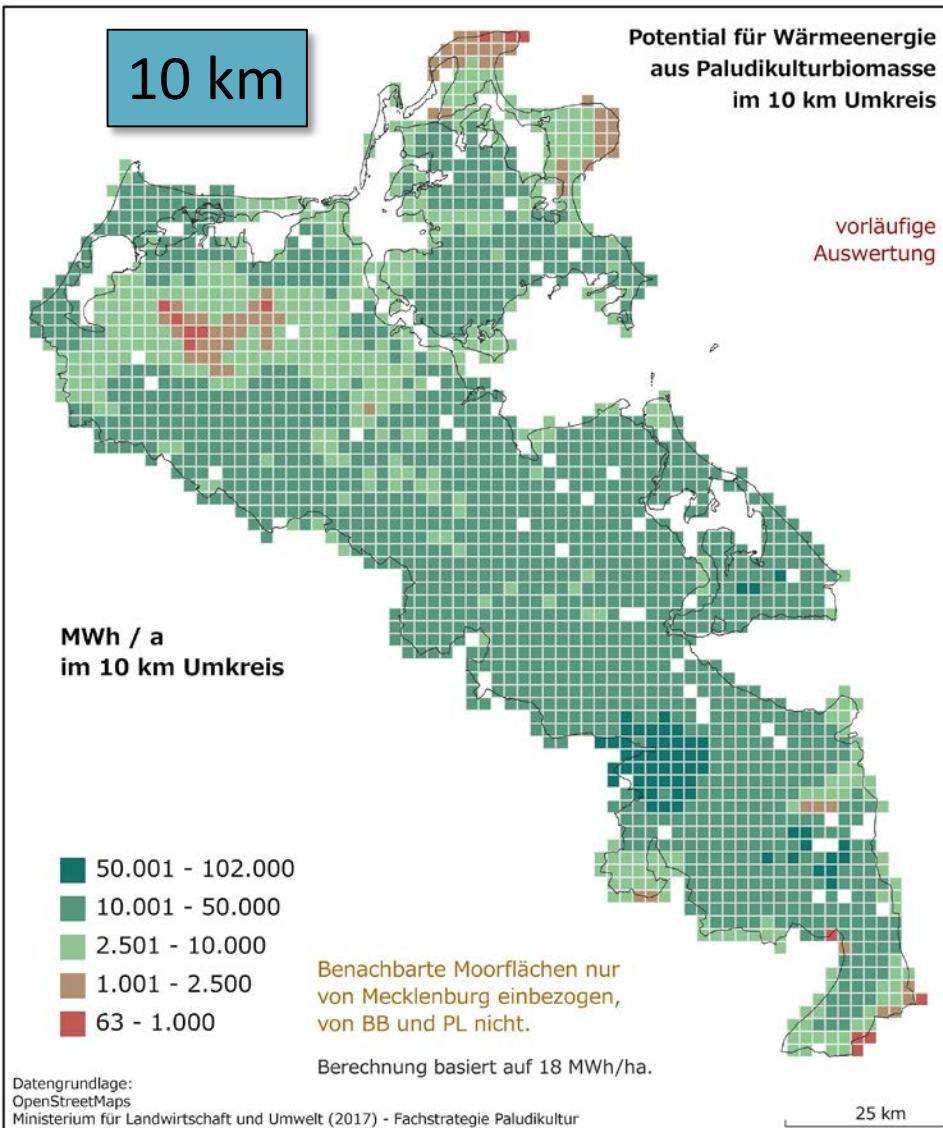 10 km
Potential für Wärmeenergie
aus Paludikulturbiomasse
im 10 km Umkreis
vorläufige
Auswertung
MWh / a
im 10 km Umkreis
50.001 - 102.000
10.001 - 50.000
2.501 - 10.000
1.001 - 2.500
63 - 1.000
Benachbarte Moorflächen nur
von Mecklenburg einbezogen,
von BB und PL nicht.
Berechnung basiert auf 18 MWh/ha.
Datengrundlage:
OpenStreetMaps
Ministerium für Landwirtschaft und Umwelt (2017) - Fachstrategie Paludikultur
25 km